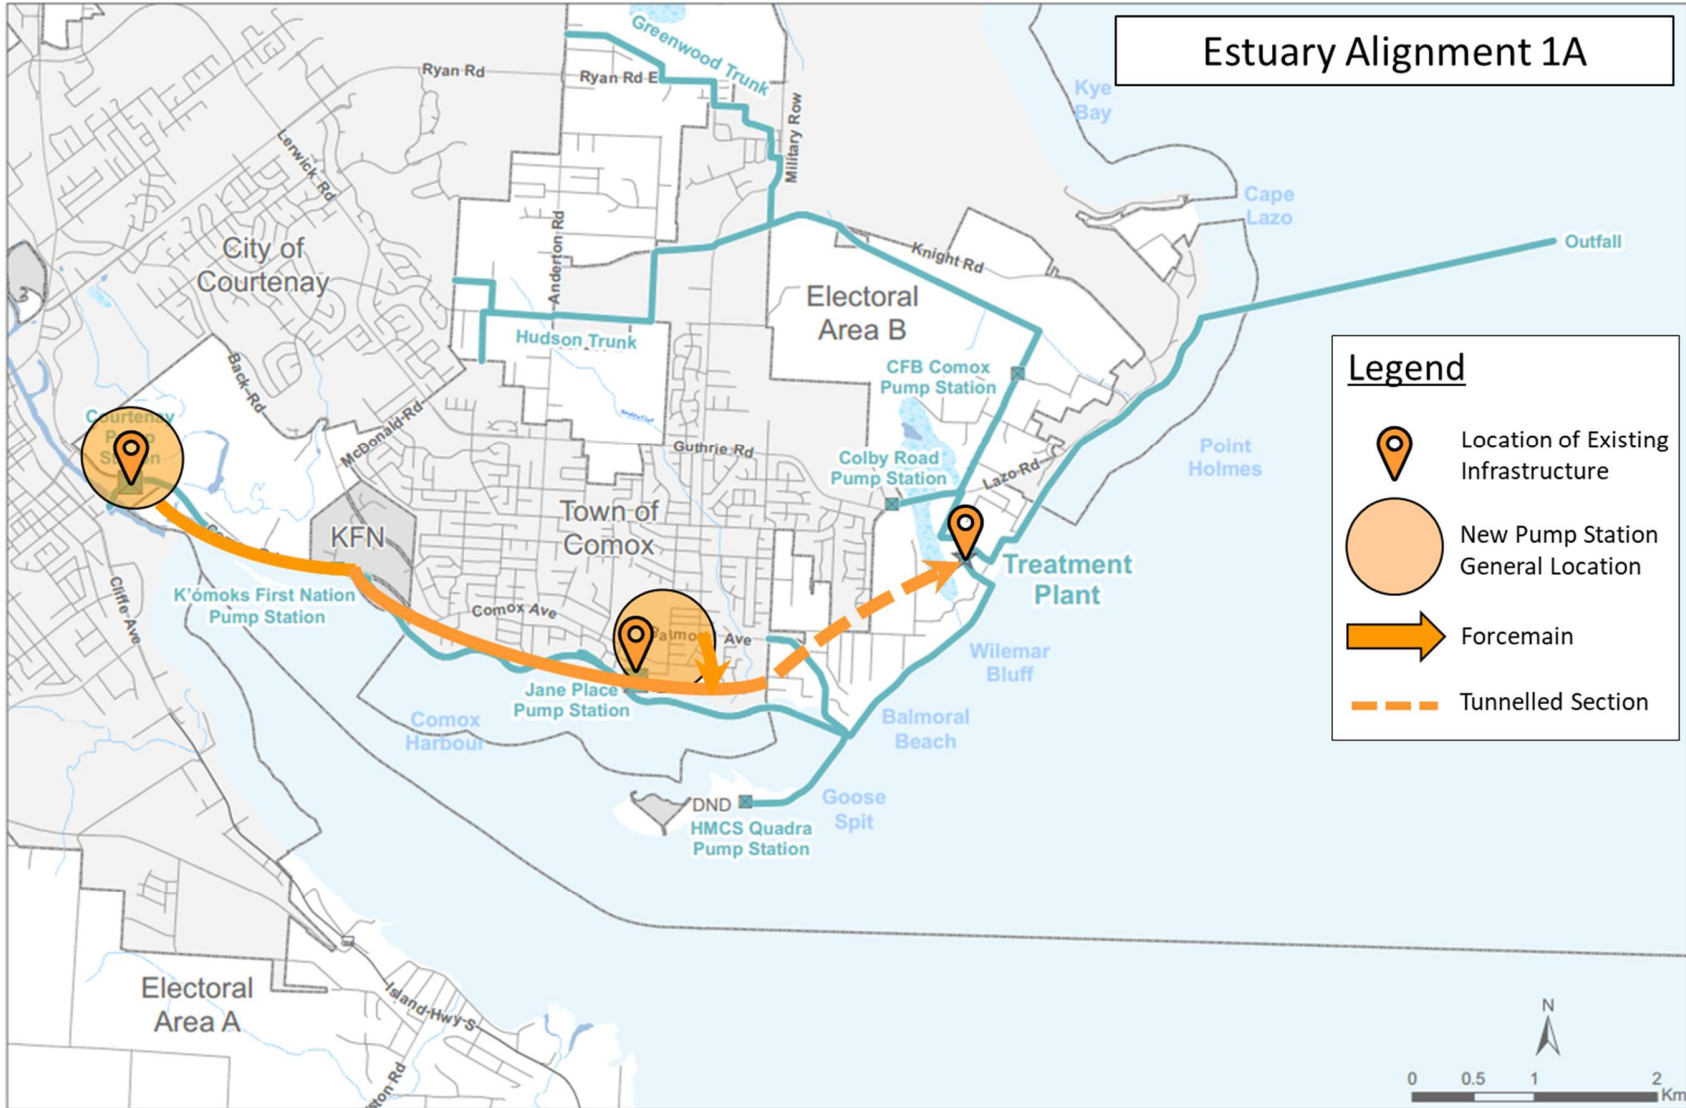 Estuary Alignment 1A
Greenwood Trunk
Ryan Rd
Ryan Rd E
Military Row
Kye
Bay
Lerwick Rd
Cape
Lazo
Anderton Rd
City of
Courtenay
Knight Rd
Outfall
Electoral
Area B
Hudson Trunk
Back-Rd
CFB Comox
Pump Station
McDonald Rd
Courtenay
Guthrie Rd
Colby Road
Pump Station
Lazo Rd
Point
Holmes
Town of
Comox
KFN
Treatment
Plant
Cliffe-Ave
K'ómoks First Nation
Pump Station
Comox Ave
Ave
Wilemar
Bluff
Jane Place
Pump Station
Comox
Harbour
Balmoral
Beach
Goose
Spit
DND
HMCS Quadra
Pump Station
Electoral
Area A
Island-Hwy-S
Legend
Location of Existing
Infrastructure
New Pump Station
General Location
Forcemain
Tunnelled Section
N
0 0.5 1 2
Km